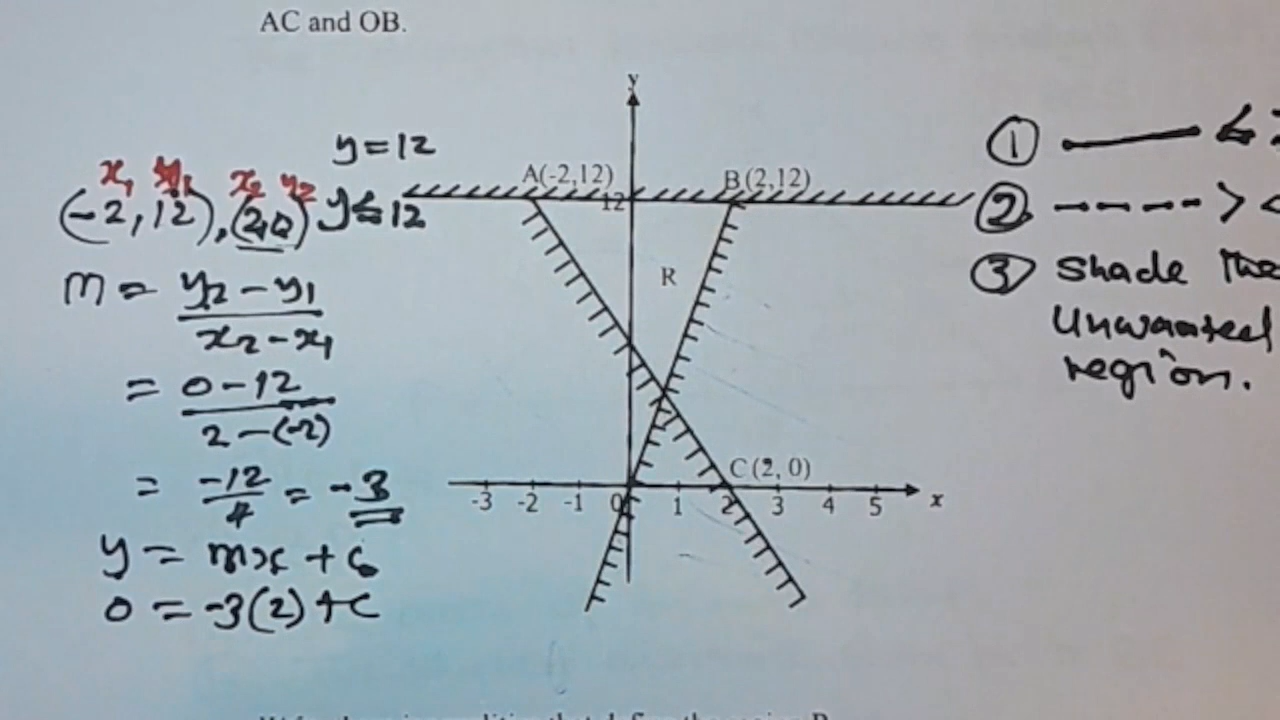 AC and OB.
y
y = 12
A(-2,12)
B(2,12)
x₁ y₁ x₂ y₂
(-2, 12), (2,0) y ≤ 12
12
R
m = y₂ - y₁
x₂ - x₁
= 0 - 12
2 - (-2)
= -12
4
= -3
y = mx + c
0 = -3(2) + c
C (2, 0)
-3 -2 -1 0 1 2 3 4 5 x
① ≤
② > <
③ Shade the
Unwanted
region.